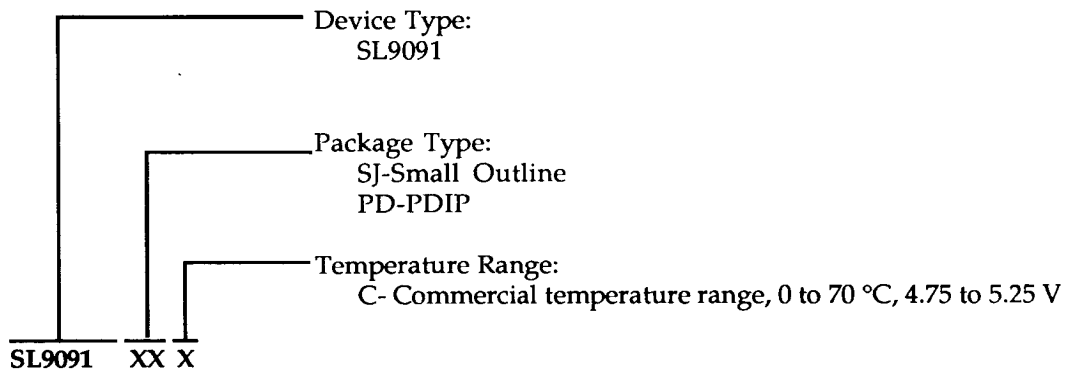 Device Type:
SL9091
Package Type:
SJ-Small Outline
PD-PDIP
Temperature Range:
C- Commercial temperature range, 0 to 70 °C, 4.75 to 5.25 V
SL9091 XX X